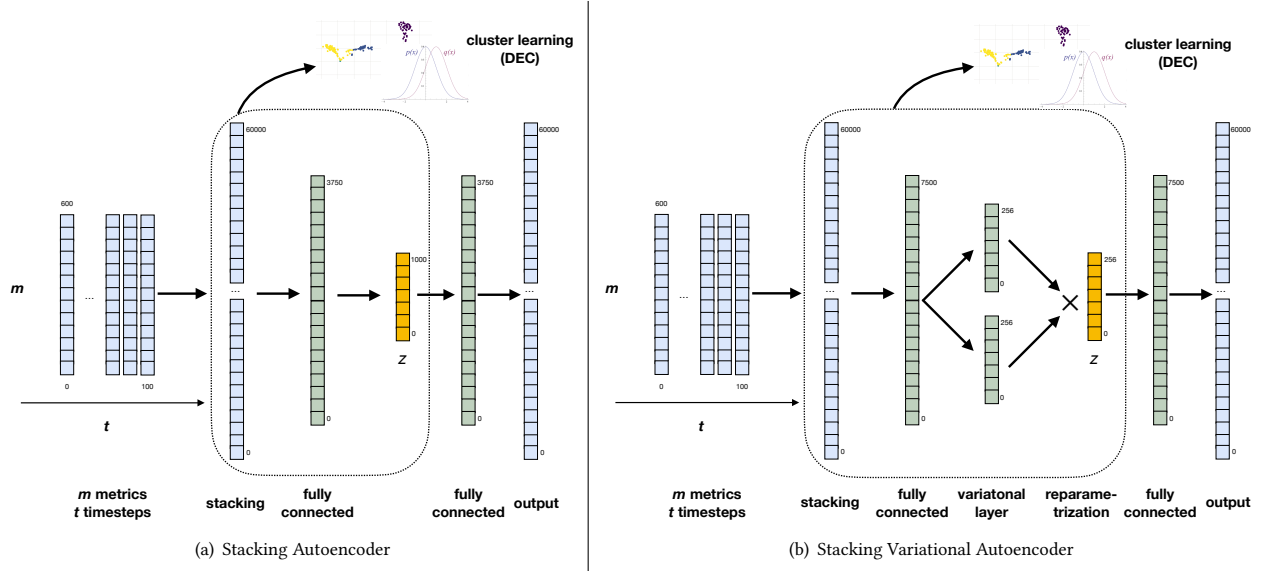 cluster learning
(DEC)
p(x)
q(x)
60000
60000
3750
3750
600
1000
m
...
...
...
0
z
0
100
0
0
t
0
0
m metrics
t timesteps
stacking
fully
connected
fully
connected
output
(a) Stacking Autoencoder
cluster learning
(DEC)
p(x)
q(x)
60000
60000
7500
7500
600
256
256
m
...
...
...
0
256
0
z
0
100
0
0
0
t
0
0
m metrics
t timesteps
stacking
fully
connected
variatonal
layer
reparame-
trization
fully
connected
output
(b) Stacking Variational Autoencoder